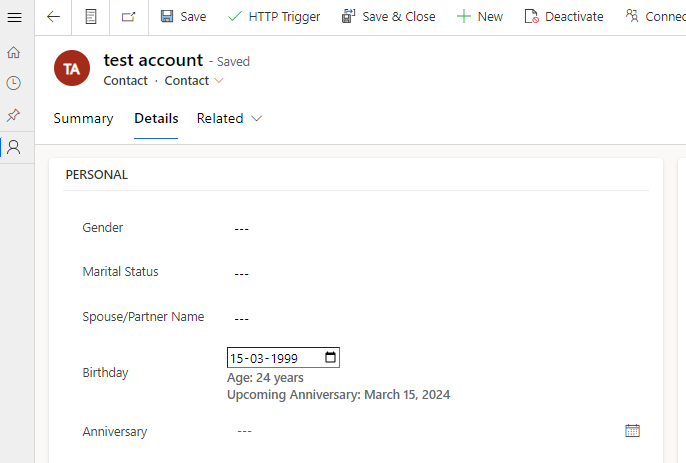 Save HTTP Trigger Save & Close New Deactivate Connec
TA
test account - Saved
Contact · Contact
Summary Details Related
PERSONAL
Gender ---
Marital Status ---
Spouse/Partner Name ---
Birthday 15-03-1999
Age: 24 years
Upcoming Anniversary: March 15, 2024
Anniversary ---